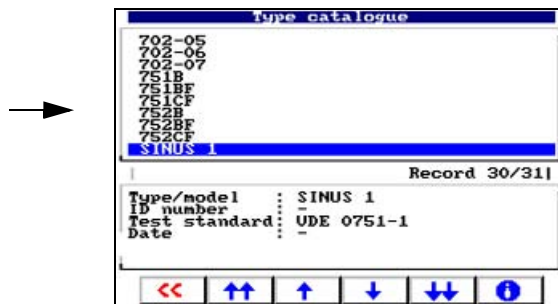 Type catalogue
702-05
702-06
702-07
751B
751BF
751CF
752B
752BF
752CF
SINUS 1
Record 30/31
Type/model : SINUS 1
ID number : -
Test standard: VDE 0751-1
Date : -
<<